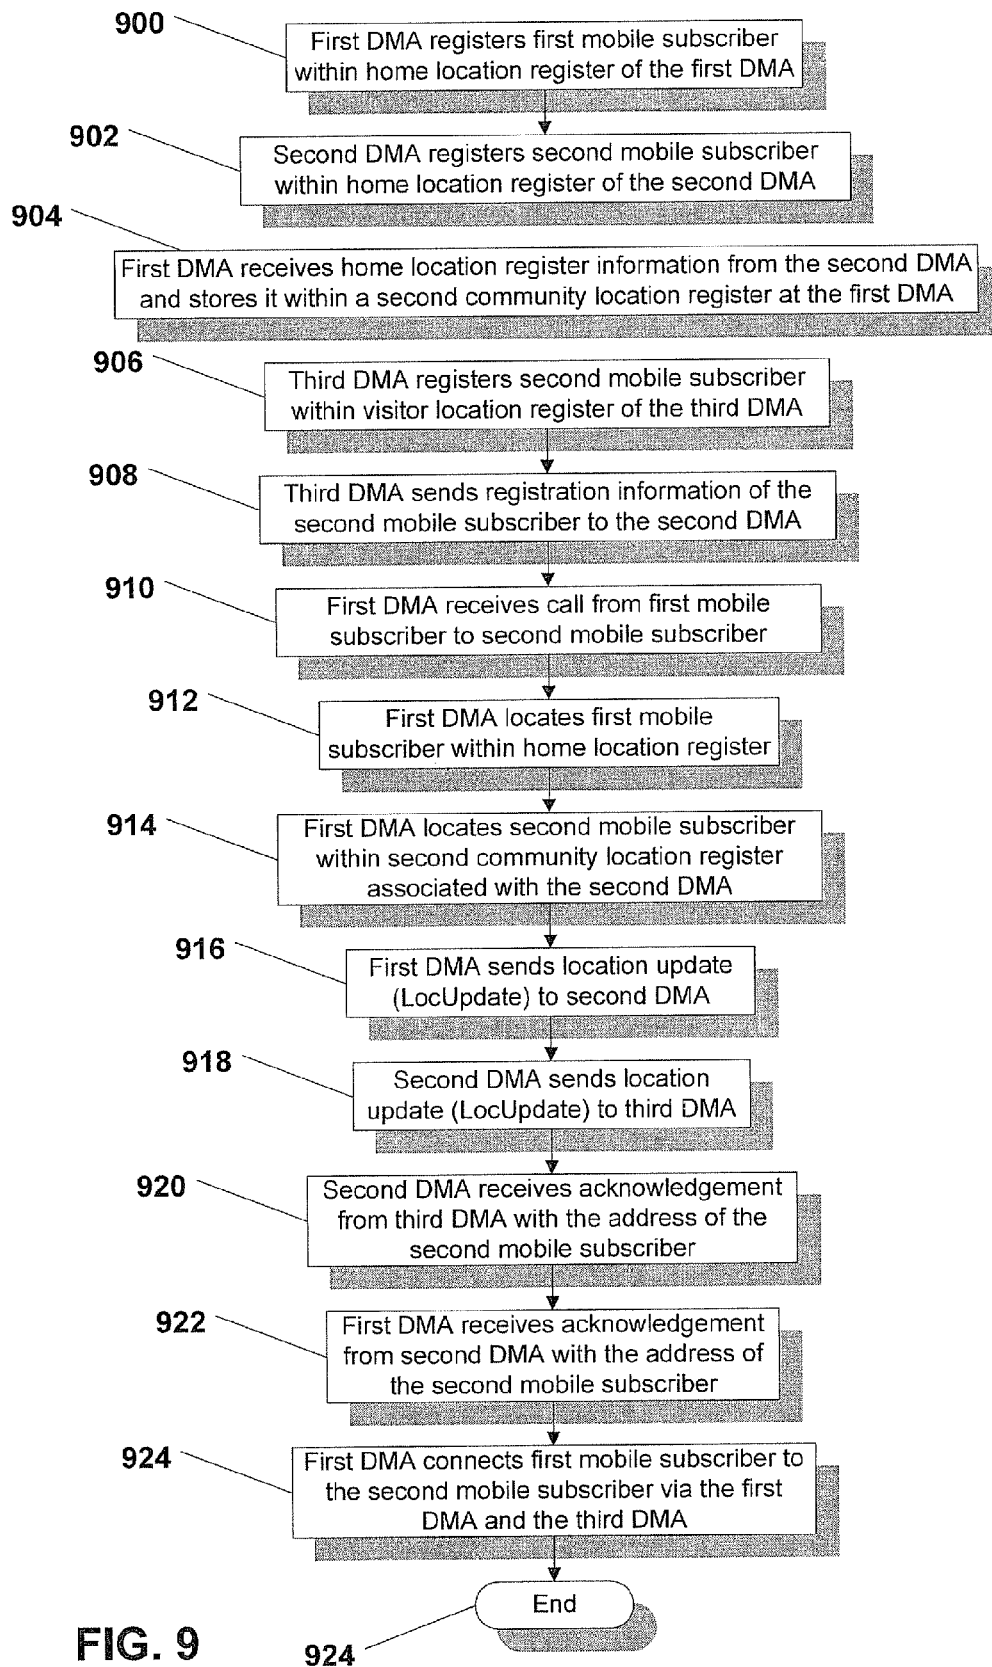 900
First DMA registers first mobile subscriber
within home location register of the first DMA
902
Second DMA registers second mobile subscriber
within home location register of the second DMA
904
First DMA receives home location register information from the second DMA
and stores it within a second community location register at the first DMA
906
Third DMA registers second mobile subscriber
within visitor location register of the third DMA
908
Third DMA sends registration information of the
second mobile subscriber to the second DMA
910
First DMA receives call from first mobile
subscriber to second mobile subscriber
912
First DMA locates first mobile
subscriber within home location register
914
First DMA locates second mobile subscriber
within second community location register
associated with the second DMA
916
First DMA sends location update
(LocUpdate) to second DMA
918
Second DMA sends location
update (LocUpdate) to third DMA
920
Second DMA receives acknowledgement
from third DMA with the address of the
second mobile subscriber
922
First DMA receives acknowledgement
from second DMA with the address of
the second mobile subscriber
924
First DMA connects first mobile subscriber to
the second mobile subscriber via the first
DMA and the third DMA
End
924
FIG. 9